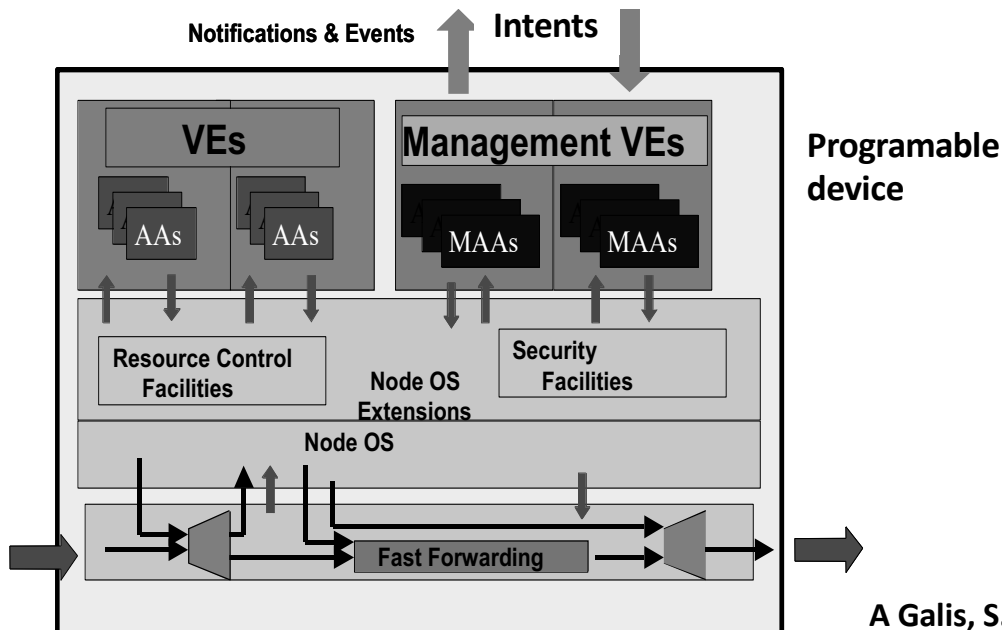 Notifications & Events
Intents
VEs
Management VEs
Programable
device
AAs
AAs
MAAs
MAAs
Resource Control
Facilities
Security
Facilities
Node OS
Extensions
Node OS
Fast Forwarding
A Galis, S.